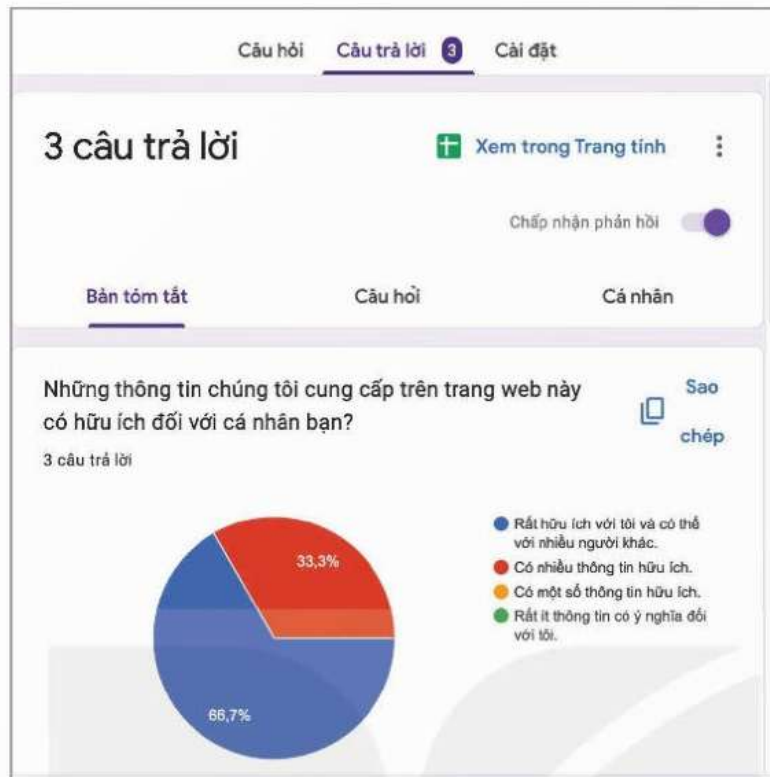 Câu hỏi Câu trả lời 3 Cài đặt
3 câu trả lời
Xem trong Trang tính
Chấp nhận phản hồi
Bản tóm tắt Câu hỏi Cá nhân
Những thông tin chúng tôi cung cấp trên trang web này
có hữu ích đối với cá nhân bạn?
Sao
chép
3 câu trả lời
33,3%
66,7%
Rất hữu ích với tôi và có thể
với nhiều người khác.
Có nhiều thông tin hữu ích.
Có một số thông tin hữu ích.
Rất ít thông tin có ý nghĩa đối
với tôi.